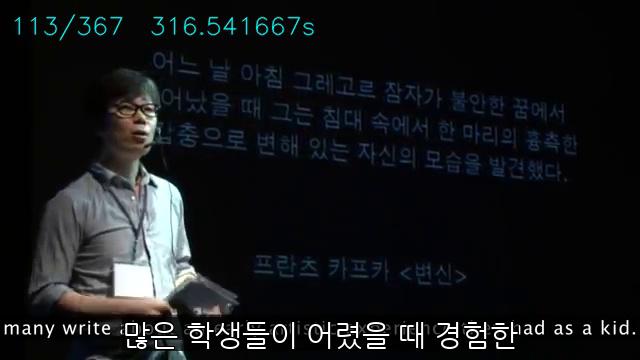 113/367 316.541667s
어느 날 아침 그레고르 잠자가 불안한 꿈에서
어났을 때 그는 침대 속에서 한 마리의 흉측한
충으로 변해 있는 자신의 모습을 발견했다.
프란츠 카프카 <변신>
many write a had as a kid.
많은 학생들이 어렸을 때 경험한